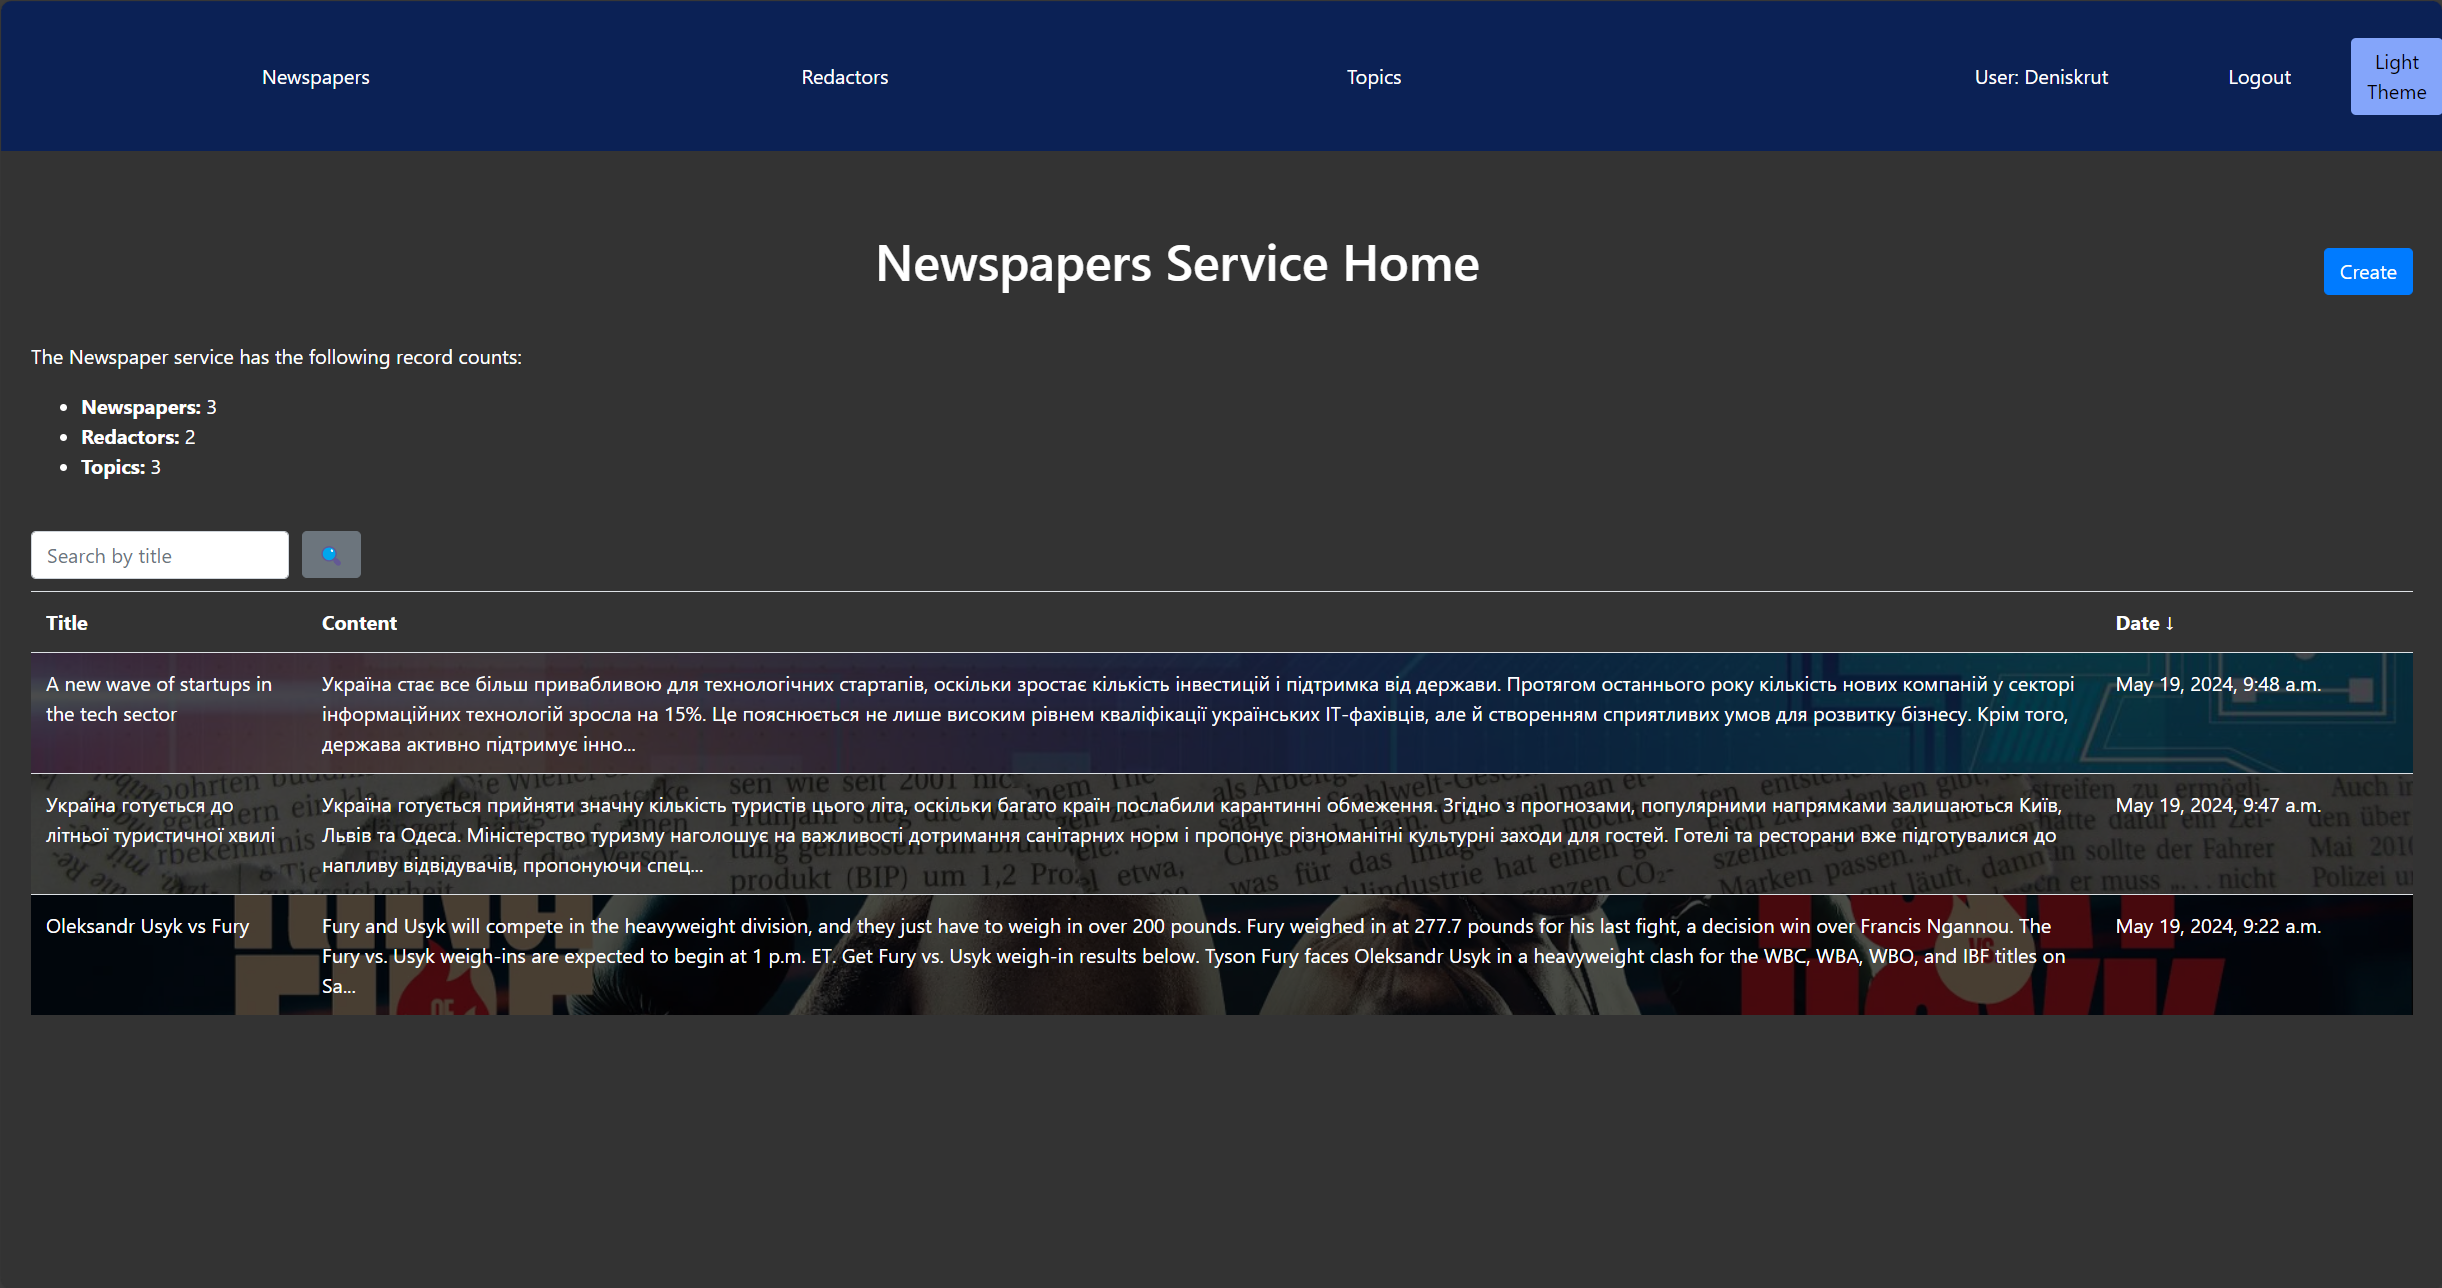 Newspapers
Redactors
Topics
User: Deniskrut
Logout
Light
Theme
Newspapers Service Home
Create
The Newspaper service has the following record counts:
Newspapers: 3
Redactors: 2
Topics: 3
Search by title
Title
Content
Date ↓
A new wave of startups in
the tech sector
Україна стає все більш привабливою для технологічних стартапів, оскільки зростає кількість інвестицій і підтримка від держави. Протягом останнього року кількість нових компаній у секторі
інформаційних технологій зросла на 15%. Це пояснюється не лише високим рівнем кваліфікації українських ІТ-фахівців, але й створенням сприятливих умов для розвитку бізнесу. Крім того,
держава активно підтримує інно...
May 19, 2024, 9:48 a.m.
Україна готується до
літньої туристичної хвилі
Україна готується прийняти значну кількість туристів цього літа, оскільки багато країн послабили карантинні обмеження. Згідно з прогнозами, популярними напрямками залишаються Київ,
Львів та Одеса. Міністерство туризму наголошує на важливості дотримання санітарних норм і пропонує різноманітні культурні заходи для гостей. Готелі та ресторани вже підготувалися до
напливу відвідувачів, пропонуючи спец...
May 19, 2024, 9:47 a.m.
Oleksandr Usyk vs Fury
Fury and Usyk will compete in the heavyweight division, and they just have to weigh in over 200 pounds. Fury weighed in at 277.7 pounds for his last fight, a decision win over Francis Ngannou. The
Fury vs. Usyk weigh-ins are expected to begin at 1 p.m. ET. Get Fury vs. Usyk weigh-in results below. Tyson Fury faces Oleksandr Usyk in a heavyweight clash for the WBC, WBA, WBO, and IBF titles on
Sa...
May 19, 2024, 9:22 a.m.